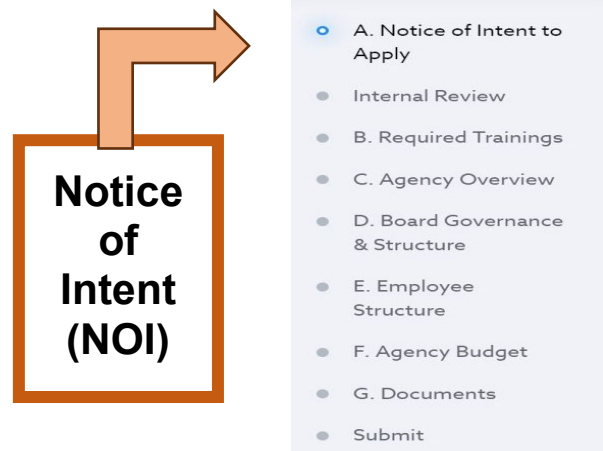 Notice
of
Intent
(NOI)
A. Notice of Intent to
Apply
Internal Review
B. Required Trainings
C. Agency Overview
D. Board Governance
& Structure
E. Employee
Structure
F. Agency Budget
G. Documents
Submit